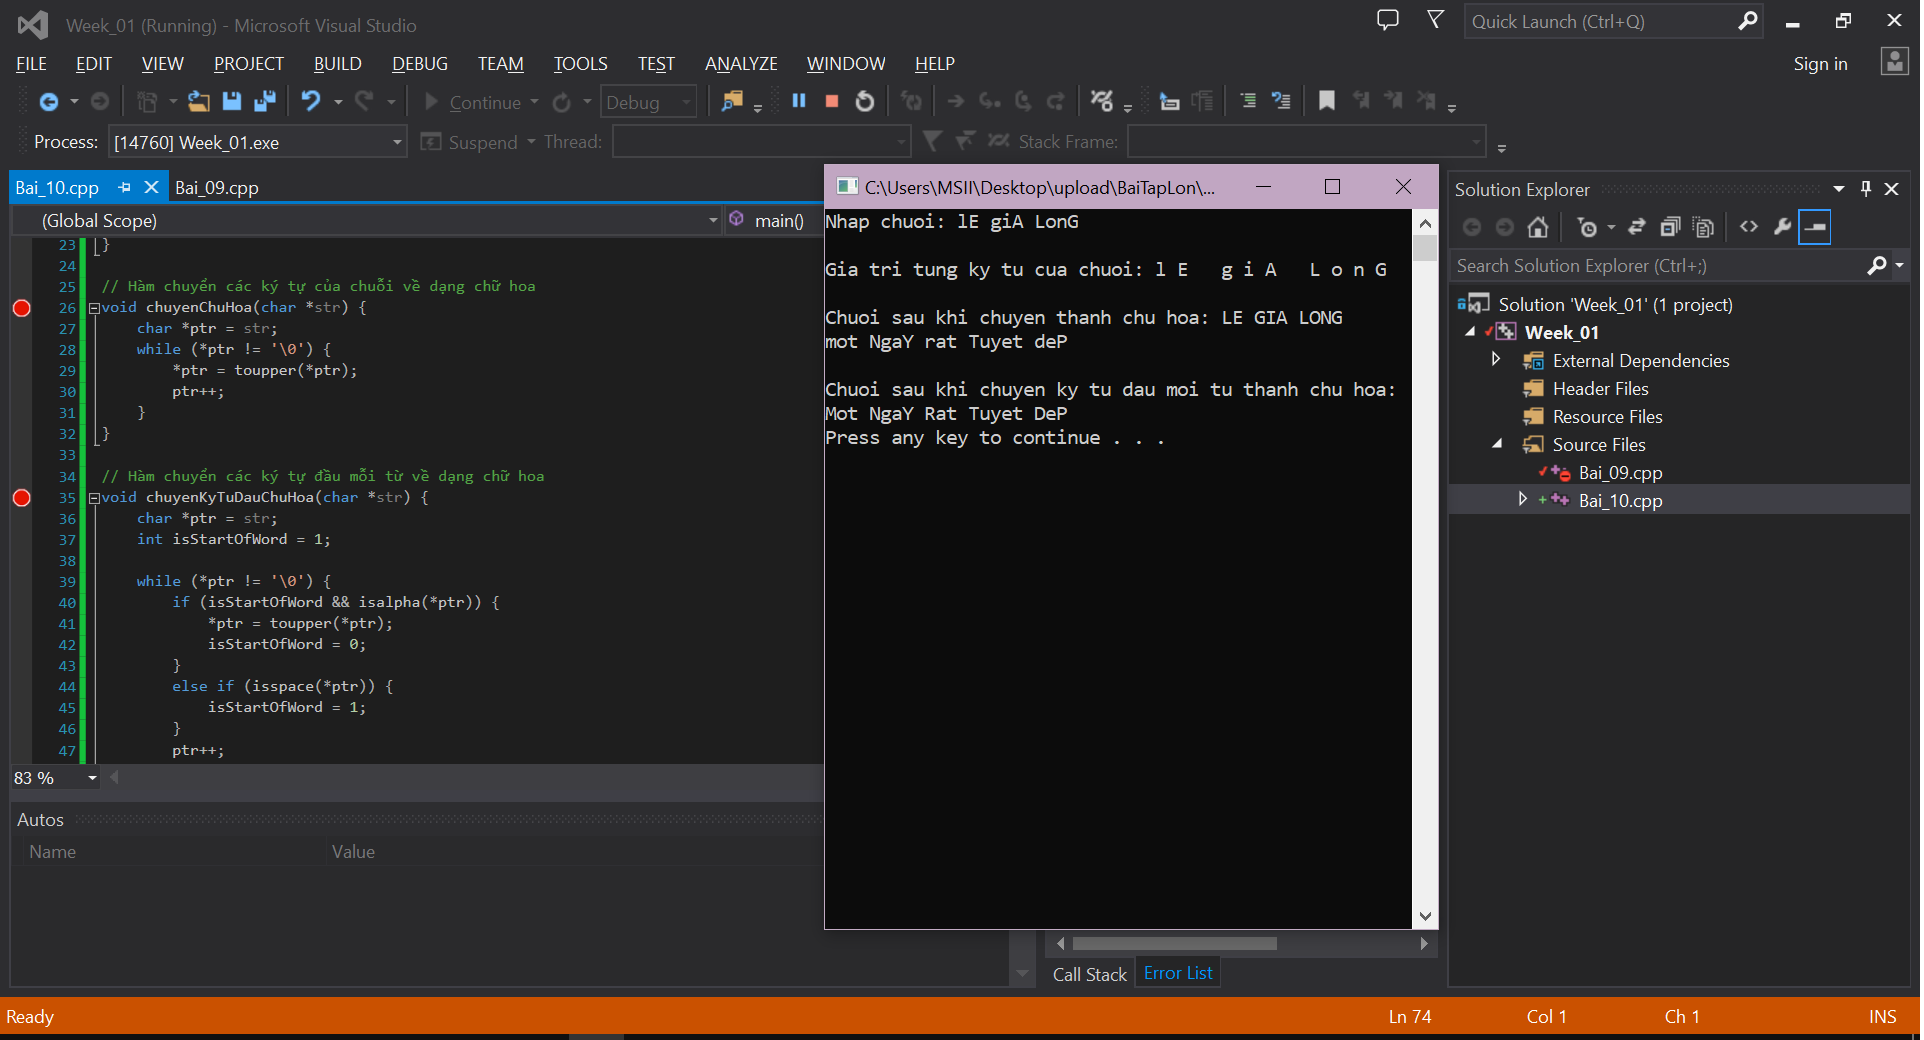 Week_01 (Running) - Microsoft Visual Studio
Quick Launch (Ctrl+Q)
FILE EDIT VIEW PROJECT BUILD DEBUG TEAM TOOLS TEST ANALYZE WINDOW HELP
Sign in
Continue
Debug
Process: [14760] Week_01.exe
Suspend
Thread:
Stack Frame:
Bai_10.cpp
Bai_09.cpp
(Global Scope)
main()
23 }
24
25 // Hàm chuyển các ký tự của chuỗi về dạng chữ hoa
26 void chuyenChuHoa(char *str) {
27 char *ptr = str;
28 while (*ptr != '\0') {
29 *ptr = toupper(*ptr);
30 ptr++;
31 }
32 }
33
34 // Hàm chuyển các ký tự đầu mỗi từ về dạng chữ hoa
35 void chuyenKyTuDauChuHoa(char *str) {
36 char *ptr = str;
37 int isStartOfWord = 1;
38
39 while (*ptr != '\0') {
40 if (isStartOfWord && isalpha(*ptr)) {
41 *ptr = toupper(*ptr);
42 isStartOfWord = 0;
43 }
44 else if (isspace(*ptr)) {
45 isStartOfWord = 1;
46 }
47 ptr++;
83 %
Autos
Name Value
C:\Users\MSII\Desktop\upload\BaiTapLon\...
Nhap chuoi: lE giA LonG
Gia tri tung ky tu cua chuoi: l E   g i A   L o n G
Chuoi sau khi chuyen thanh chu hoa: LE GIA LONG
mot NgaY rat Tuyet deP
Chuoi sau khi chuyen ky tu dau moi tu thanh chu hoa:
Mot NgaY Rat Tuyet DeP
Press any key to continue . . .
Call Stack
Error List
Solution Explorer
Search Solution Explorer (Ctrl+;)
Solution 'Week_01' (1 project)
Week_01
External Dependencies
Header Files
Resource Files
Source Files
Bai_09.cpp
Bai_10.cpp
Ready
Ln 74
Col 1
Ch 1
INS